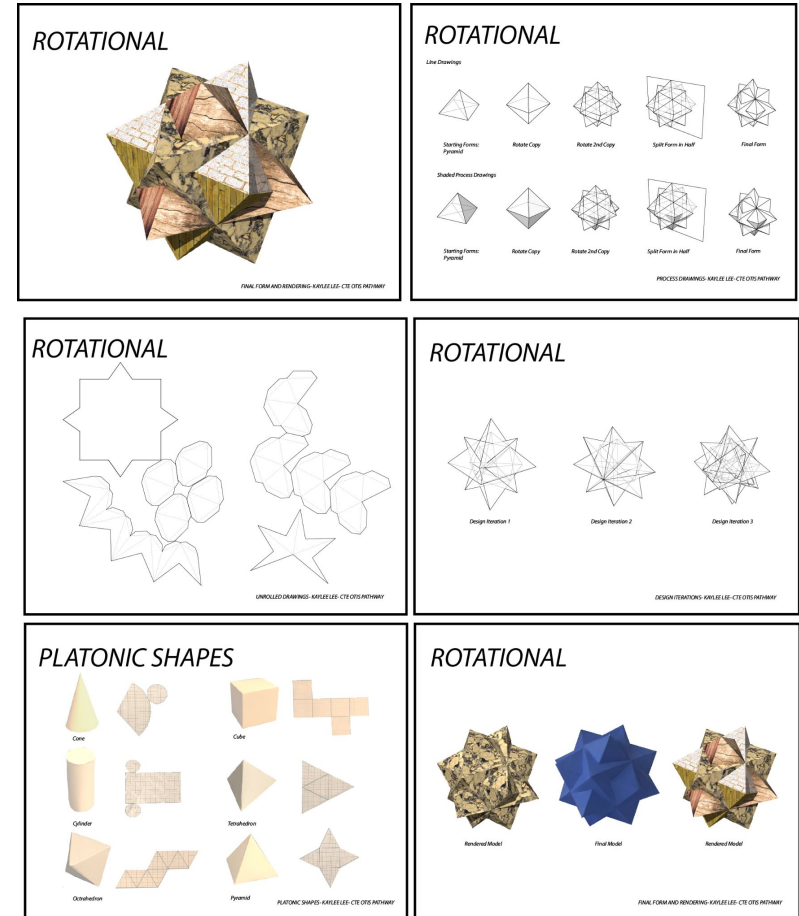 ROTATIONAL
FINAL FORM AND RENDERING- KAYLEE LEE- CTE OTIS PATHWAY
ROTATIONAL
Line Drawings
Starting Forms:
Pyramid
Rotate Copy
Rotate 2nd Copy
Split Form In Half
Final Form
Shaded Process Drawings
Starting Forms:
Pyramid
Rotate Copy
Rotate 2nd Copy
Split Form In Half
Final Form
PROCESS DRAWINGS- KAYLEE LEE- CTE OTIS PATHWAY
ROTATIONAL
UNROLLED DRAWINGS- KAYLEE LEE- CTE OTIS PATHWAY
ROTATIONAL
Design Iteration 1
Design Iteration 2
Design Iteration 3
DESIGN ITERATIONS- KAYLEE LEE- CTE OTIS PATHWAY
PLATONIC SHAPES
Cone
Cube
Cylinder
Tetrahedron
Octrahedron
Pyramid
PLATONIC SHAPES- KAYLEE LEE- CTE OTIS PATHWAY
ROTATIONAL
Rendered Model
Final Model
Rendered Model
FINAL FORM AND RENDERING- KAYLEE LEE- CTE OTIS PATHWAY